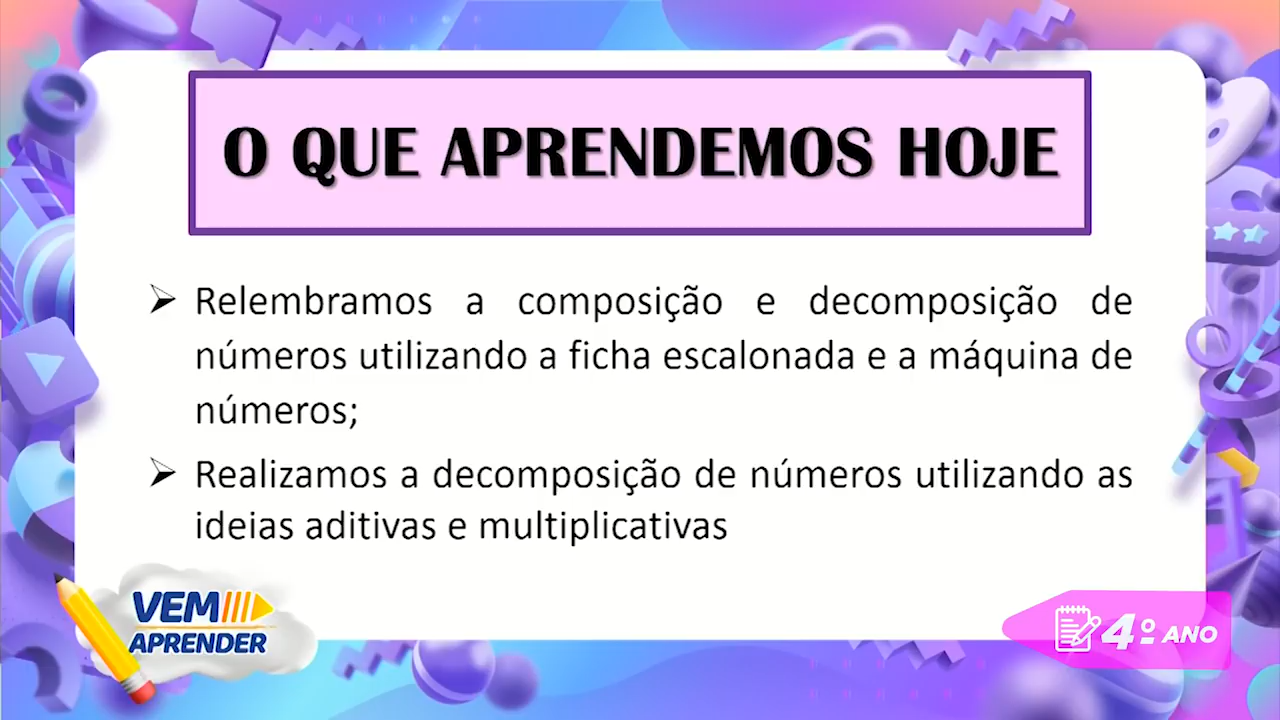 O QUE APRENDEMOS HOJE
Relembramos a composição e decomposição de
números utilizando a ficha escalonada e a máquina de
números;
Realizamos a decomposição de números utilizando as
ideias aditivas e multiplicativas
VEM
APRENDER
4º ANO